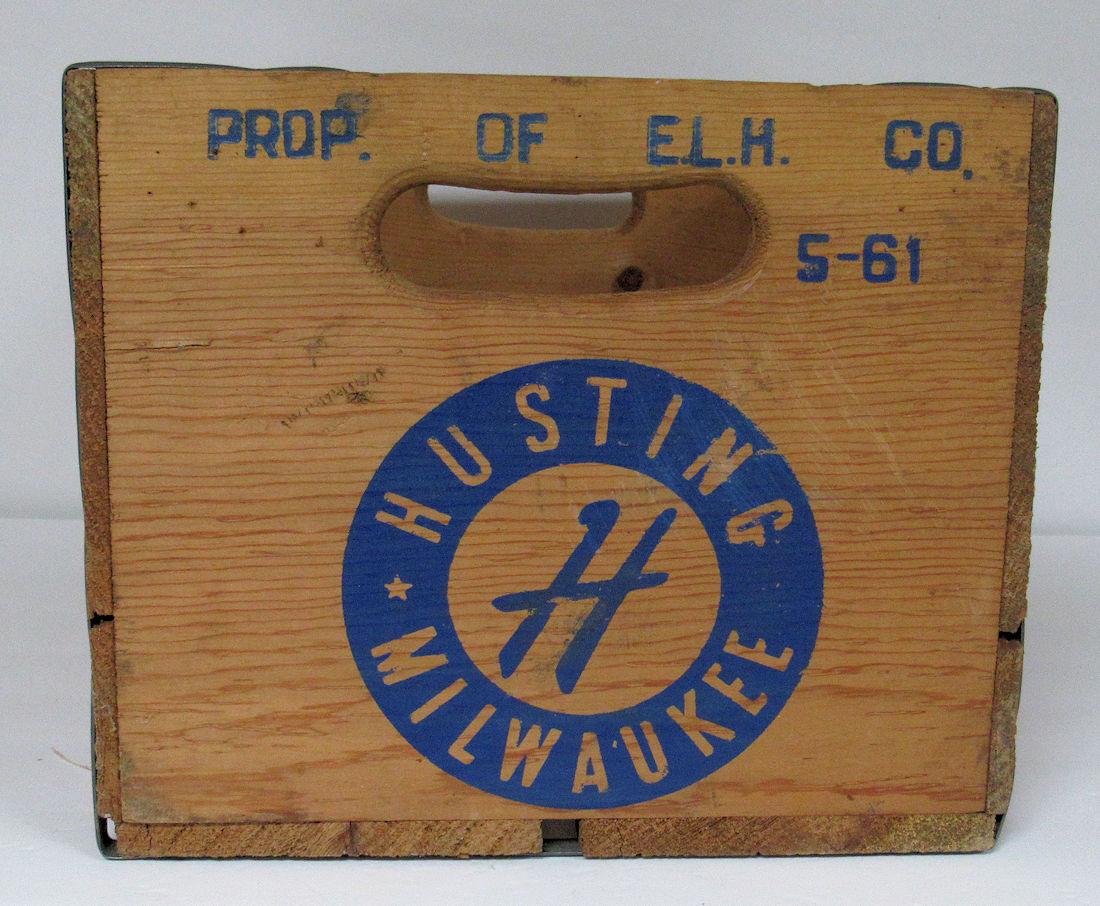 PROP. OF E.L.H. CO.
5-61
HUSTING
H
MILWAUKEE